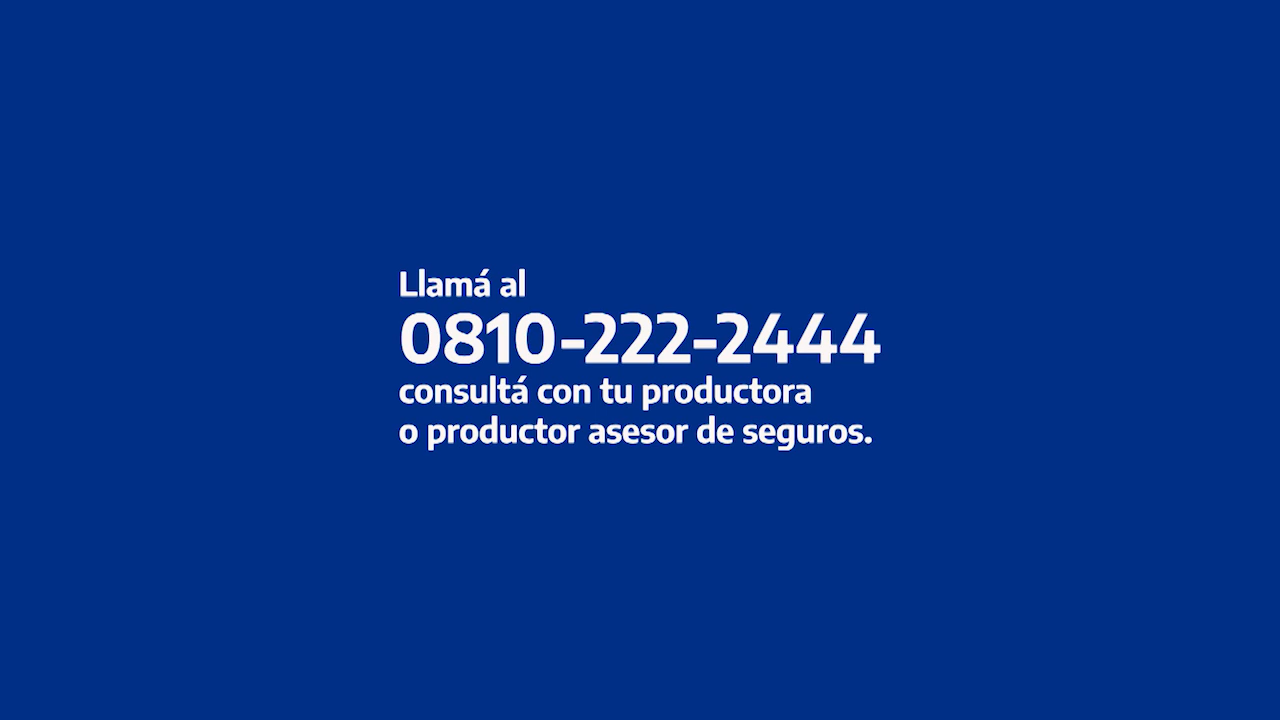 Llamá al
0810-222-2444
consultá con tu productora
o productor asesor de seguros.